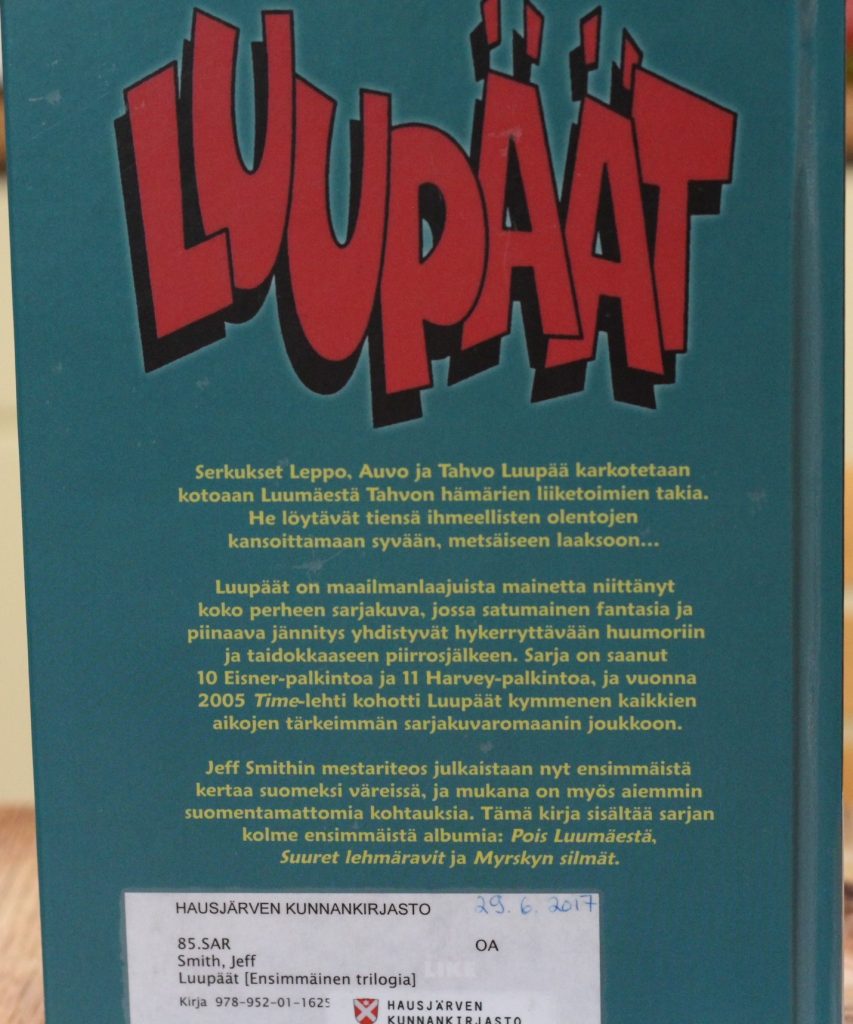 LUUPÄÄT
Serkukset Leppo, Auvo ja Tahvo Luupää karkotetaan
kotoaan Luumäestä Tahvon hämärien liiketoimien takia.
He löytävät tiensä ihmeellisten olentojen
kansoittamaan syvään, metsäiseen laaksoon...
Luupäät on maailmanlaajuista mainetta niittänyt
koko perheen sarjakuva, jossa satumainen fantasia ja
piinaava jännitys yhdistyvät hykerryttävään huumoriin
ja taidokkaaseen piirrosjälkeen. Sarja on saanut
10 Eisner-palkintoa ja 11 Harvey-palkintoa, ja vuonna
2005 Time-lehti kohotti Luupäät kymmenen kaikkien
aikojen tärkeimmän sarjakuvaromaanin joukkoon.
Jeff Smithin mestariteos julkaistaan nyt ensimmäistä
kertaa suomeksi väreissä, ja mukana on myös aiemmin
suomentamattomia kohtauksia. Tämä kirja sisältää sarjan
kolme ensimmäistä albumia: Pois Luumäestä,
Suuret lehmäravit ja Myrskyn silmät.
HAUSJÄRVEN KUNNANKIRJASTO 29. 6. 2017
85.SAR OA
Smith, Jeff
LIKE
Luupäät [Ensimmäinen trilogia]
Kirja 978-952-01-1625
HAUSJÄRVEN
KUNNANKIRJASTO